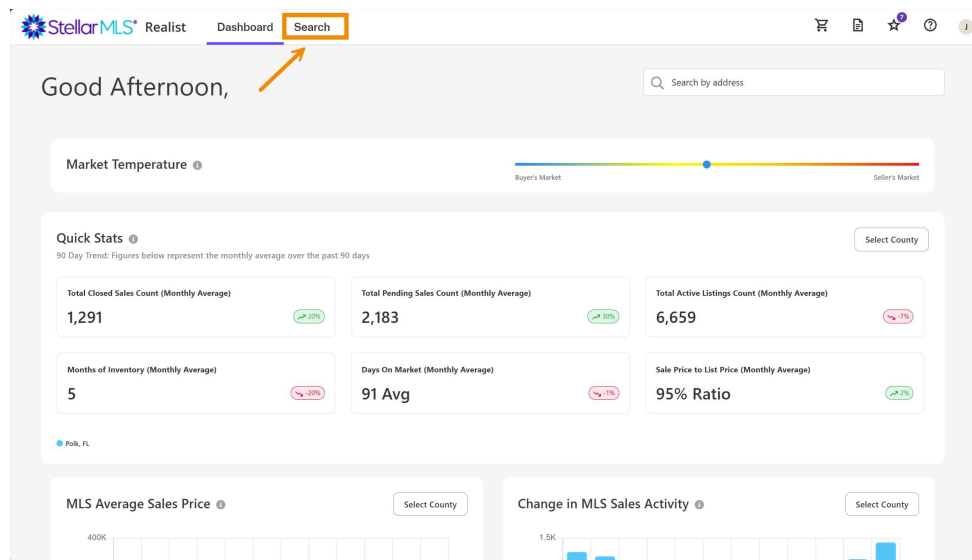 StellarMLS® Realist Dashboard Search 7 J
Good Afternoon,
Search by address
Market Temperature
Buyer's Market Seller's Market
Quick Stats
Select County
90 Day Trend: Figures below represent the monthly average over the past 90 days
Total Closed Sales Count (Monthly Average)
1,291 20%
Total Pending Sales Count (Monthly Average)
2,183 30%
Total Active Listings Count (Monthly Average)
6,659 -7%
Months of Inventory (Monthly Average)
5 -20%
Days On Market (Monthly Average)
91 Avg -1%
Sale Price to List Price (Monthly Average)
95% Ratio 2%
Polk, FL
MLS Average Sales Price
Select County
400K
Change in MLS Sales Activity
Select County
1.5K